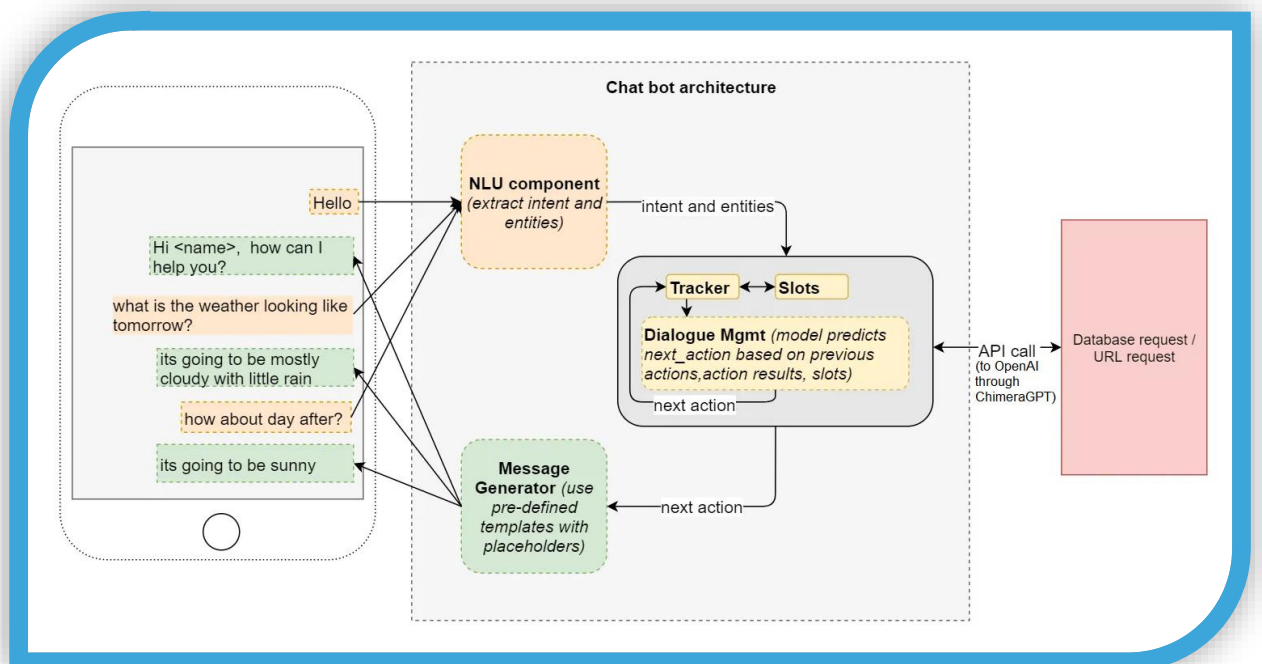 Chat bot architecture
Hello
Hi <name>,  how can I
help you?
what is the weather looking like
tomorrow?
its going to be mostly
cloudy with little rain
how about day after?
its going to be sunny
NLU component
(extract intent and
entities)
intent and entities
Tracker
Slots
Dialogue Mgmt (model predicts
next_action based on previous
actions,action results, slots)
next action
Message
Generator (use
pre-defined
templates with
placeholders)
next action
API call
(to OpenAI
through
ChimeraGPT)
Database request /
URL request